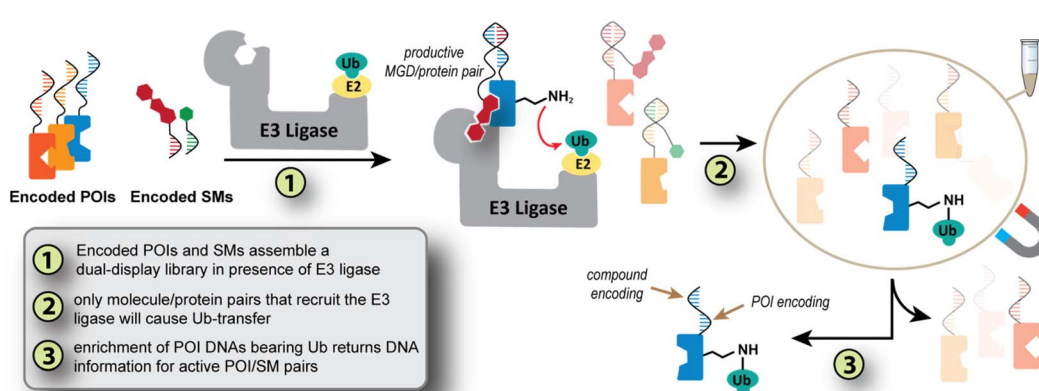 productive
MGD/protein pair
Ub
E2
E3 Ligase
NH2
Ub
E2
E3 Ligase
Encoded POIs
Encoded SMs
1
2
NH
Ub
1 Encoded POIs and SMs assemble a
dual-display library in presence of E3 ligase
2 only molecule/protein pairs that recruit the E3
ligase will cause Ub-transfer
3 enrichment of POI DNAs bearing Ub returns DNA
information for active POI/SM pairs
compound
encoding
POI encoding
NH
Ub
3